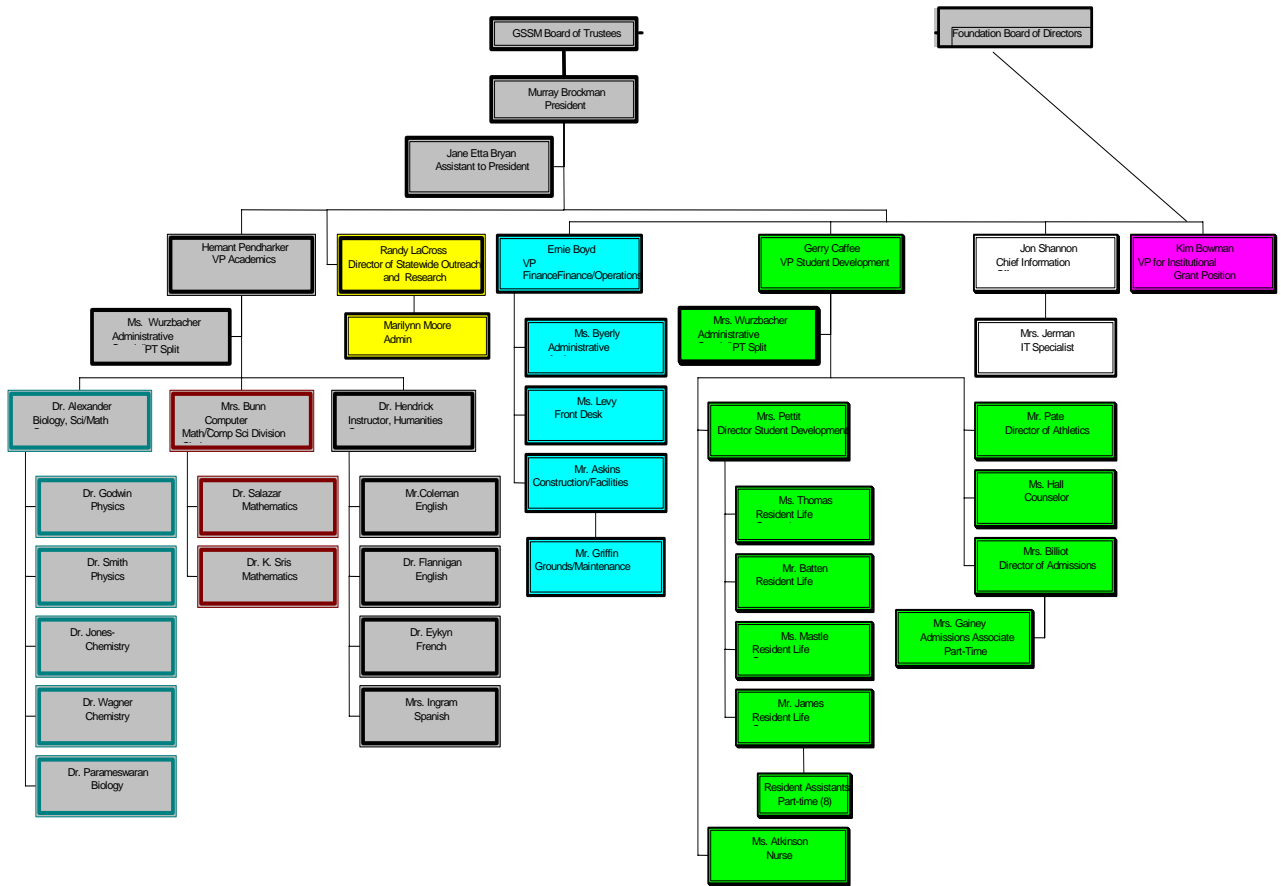 GSSM Board of Trustees
Foundation Board of Directors
Murray Brockman
President
Jane Etta Bryan
Assistant to President
Hemant Pendharker
VP Academics
Randy LaCross
Director of Statewide Outreach
and Research
Ernie Boyd
VP
FinanceFinance/Operations
Gerry Caffee
VP Student Development
Jon Shannon
Chief Information
Kim Bowman
VP for Institutional
Grant Position
Ms. Wurzbacher
Administrative
PT Split
Marilynn Moore
Admin
Ms. Byerly
Administrative
Mrs. Wurzbacher
Administrative
PT Split
Mrs. Jerman
IT Specialist
Dr. Alexander
Biology, Sci/Math
Mrs. Bunn
Computer
Math/Comp Sci Division
Dr. Hendrick
Instructor, Humanities
Ms. Levy
Front Desk
Mrs. Pettit
Director Student Development
Mr. Pate
Director of Athletics
Mr. Askins
Construction/Facilities
Dr. Godwin
Physics
Dr. Salazar
Mathematics
Mr.Coleman
English
Ms. Thomas
Resident Life
Ms. Hall
Counselor
Dr. Smith
Physics
Dr. K. Sris
Mathematics
Dr. Flannigan
English
Mr. Griffin
Grounds/Maintenance
Mr. Batten
Resident Life
Mrs. Billiot
Director of Admissions
Dr. Jones-
Chemistry
Dr. Eykyn
French
Ms. Mastle
Resident Life
Mrs. Gainey
Admissions Associate
Part-Time
Dr. Wagner
Chemistry
Mrs. Ingram
Spanish
Mr. James
Resident Life
Dr. Parameswaran
Biology
Resident Assistants
Part-time (8)
Ms. Atkinson
Nurse